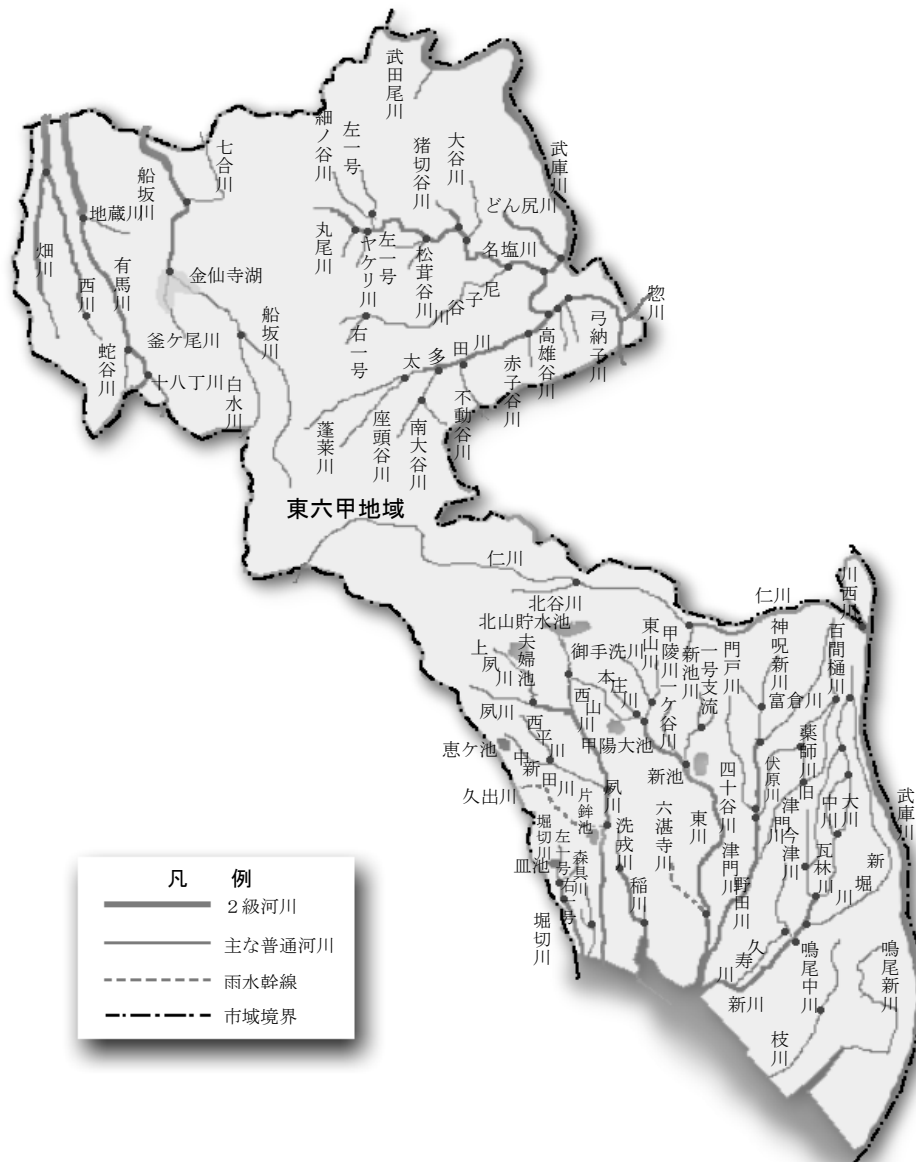 武田尾川
細ノ谷川
左一号
猪切谷川
大谷川
武庫川
どん尻川
七合川
船坂川
地蔵川
畑川
西川
有馬川
蛇谷川
十八丁川
金仙寺湖
釜ケ尾川
船坂川
白水川
丸尾川
ヤケリ川
左一号
松茸谷川
名塩川
尼子谷川
右一号
惣川
弓納子川
高雄谷川
赤子谷川
太多田川
不動谷川
南大谷川
座頭谷川
蓬莱川
東六甲地域
仁川
仁川
川西川
北谷川
北山貯水池
夫婦池
上夙川
夙川
御手洗川
東山川
甲陵川
新池川
一号支流
門戸川
神呪新川
百間樋川
富倉川
本庄川
西山川
一ケ谷川
甲陽大池
新池
西平川
恵ケ池
中新田川
久出川
片鉾池
夙川
洗戎川
六湛寺川
東川
四十谷川
伏原川
薬師川
旧津門川
津門川
今津川
中川
大川
瓦林川
新堀川
武庫川
堀切川
左一号
右一号
森具川
皿池
堀切川
稲川
野田川
久寿川
新川
鳴尾中川
鳴尾新川
枝川
凡 例
2級河川
主な普通河川
雨水幹線
市域境界